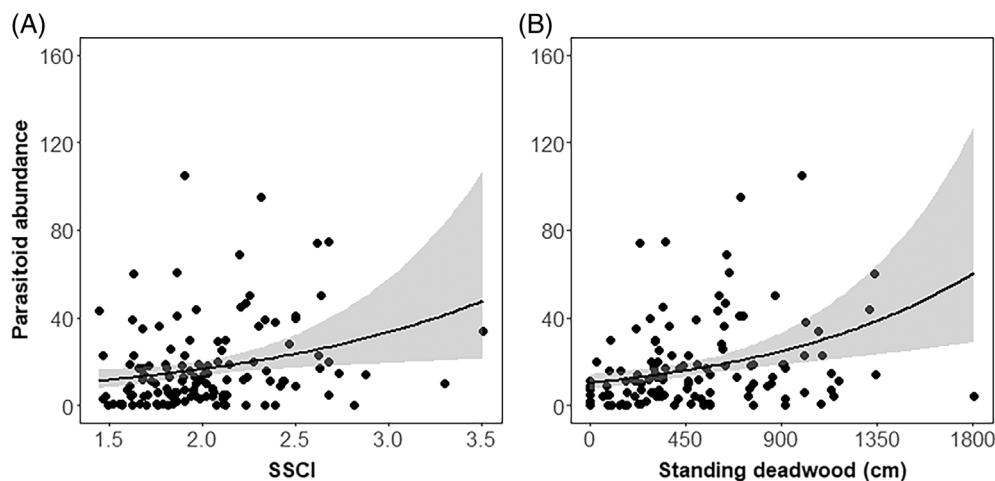 (A)
(B)
Parasitoid abundance
160
120
80
40
0
1.5 2.0 2.5 3.0 3.5
SSCI
160
120
80
40
0
0 450 900 1350 1800
Standing deadwood (cm)